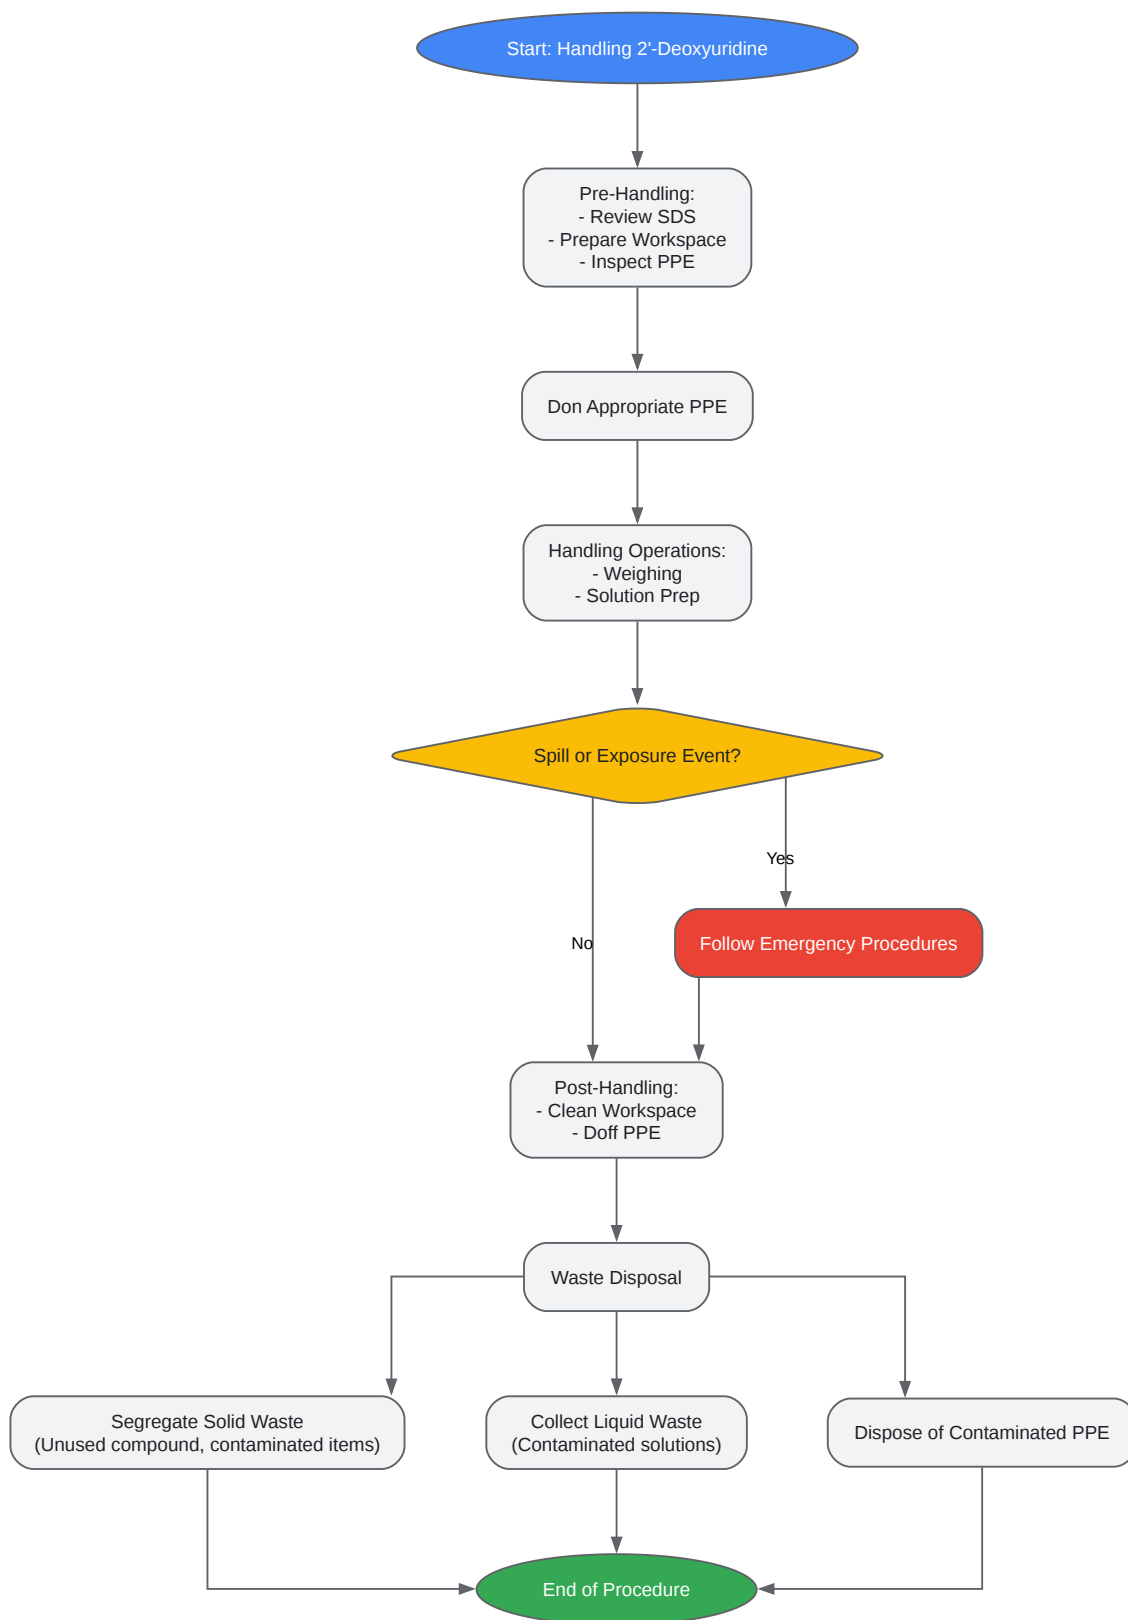 Start: Handling 2'-Deoxyuridine
Pre-Handling:
- Review SDS
- Prepare Workspace
- Inspect PPE
Don Appropriate PPE
Handling Operations:
- Weighing
- Solution Prep
Spill or Exposure Event?
Yes
No
Follow Emergency Procedures
Post-Handling:
- Clean Workspace
- Doff PPE
Waste Disposal
Segregate Solid Waste
(Unused compound, contaminated items)
Collect Liquid Waste
(Contaminated solutions)
Dispose of Contaminated PPE
End of Procedure